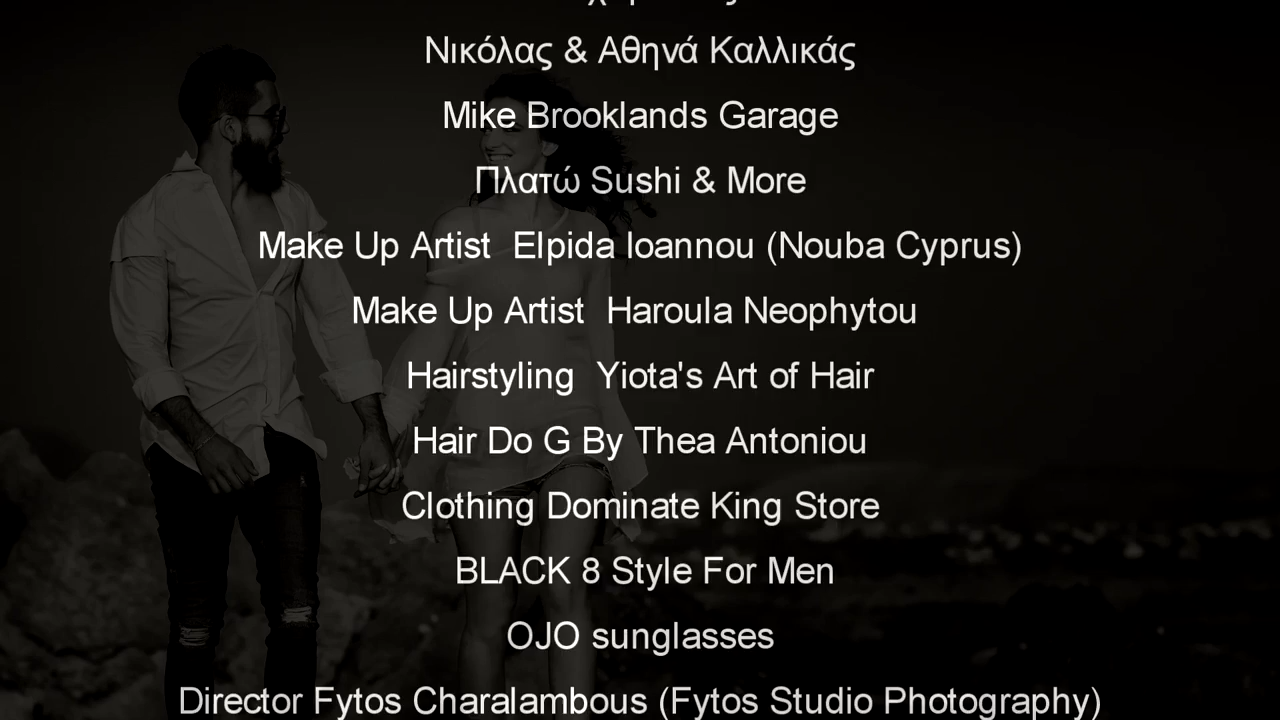 Νικόλας & Αθηνά Καλλικάς
Mike Brooklands Garage
Πλατώ Sushi & More
Make Up Artist  Elpida Ioannou (Nouba Cyprus)
Make Up Artist  Haroula Neophytou
Hairstyling  Yiota's Art of Hair
Hair Do G By Thea Antoniou
Clothing Dominate King Store
BLACK 8 Style For Men
OJO sunglasses
Director Fytos Charalambous (Fytos Studio Photography)